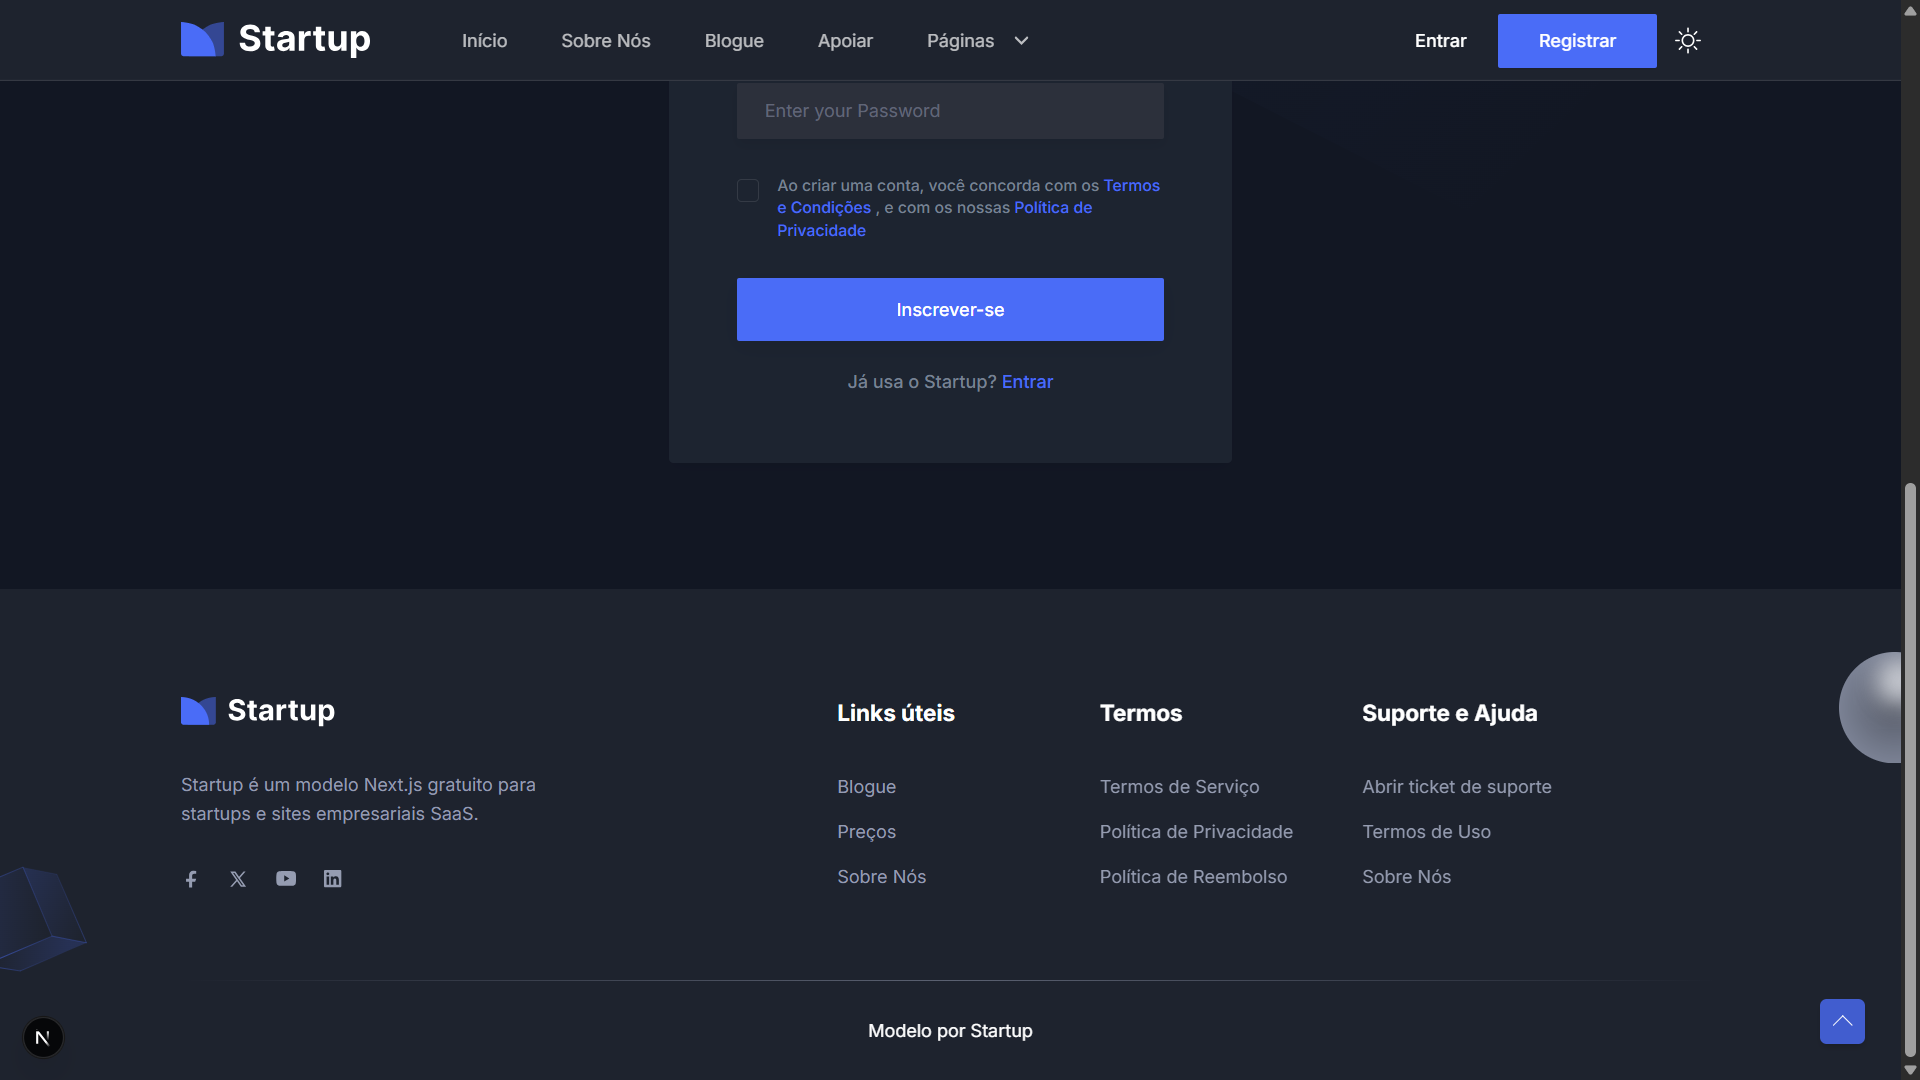 Startup
Início
Sobre Nós
Blogue
Apoiar
Páginas
Entrar
Registrar
Enter your Password
Ao criar uma conta, você concorda com os Termos
e Condições , e com os nossas Política de
Privacidade
Inscrever-se
Já usa o Startup? Entrar
Startup
Startup é um modelo Next.js gratuito para
startups e sites empresariais SaaS.
Links úteis
Blogue
Preços
Sobre Nós
Termos
Termos de Serviço
Política de Privacidade
Política de Reembolso
Suporte e Ajuda
Abrir ticket de suporte
Termos de Uso
Sobre Nós
Modelo por Startup
N